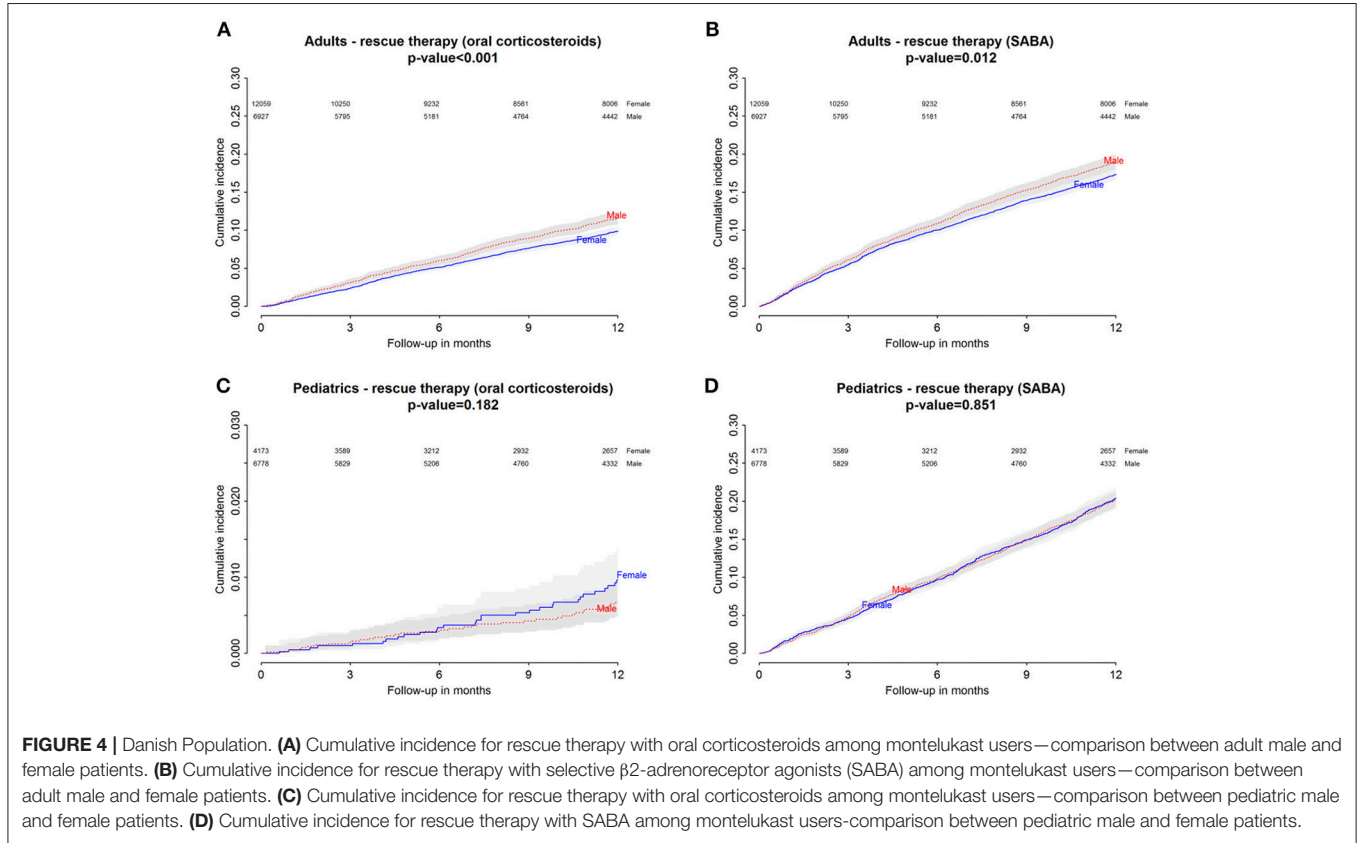 A
Adults - rescue therapy (oral corticosteroids)
p-value<0.001
Cumulative incidence
0.30
0.25
0.20
0.15
0.10
0.05
0.00
12059 10250 9232 8561 8006 Female
6927 5795 5181 4764 4442 Male
Male
Female
0 3 6 9 12
Follow-up in months
B
Adults - rescue therapy (SABA)
p-value=0.012
Cumulative incidence
0.30
0.25
0.20
0.15
0.10
0.05
0.00
12059 10250 9232 8561 8006 Female
6927 5795 5181 4764 4442 Male
Male
Female
0 3 6 9 12
Follow-up in months
C
Pediatrics - rescue therapy (oral corticosteroids)
p-value=0.182
Cumulative incidence
0.030
0.020
0.010
0.000
4173 3589 3212 2932 2657 Female
6778 5829 5206 4760 4332 Male
Female
Male
0 3 6 9 12
Follow-up in months
D
Pediatrics - rescue therapy (SABA)
p-value=0.851
Cumulative incidence
0.30
0.25
0.20
0.15
0.10
0.05
0.00
4173 3589 3212 2932 2657 Female
6778 5829 5206 4760 4332 Male
Male
Female
0 3 6 9 12
Follow-up in months
FIGURE 4 | Danish Population. (A) Cumulative incidence for rescue therapy with oral corticosteroids among montelukast users—comparison between adult male and
female patients. (B) Cumulative incidence for rescue therapy with selective β2-adrenoreceptor agonists (SABA) among montelukast users—comparison between
adult male and female patients. (C) Cumulative incidence for rescue therapy with oral corticosteroids among montelukast users—comparison between pediatric male
and female patients. (D) Cumulative incidence for rescue therapy with SABA among montelukast users-comparison between pediatric male and female patients.